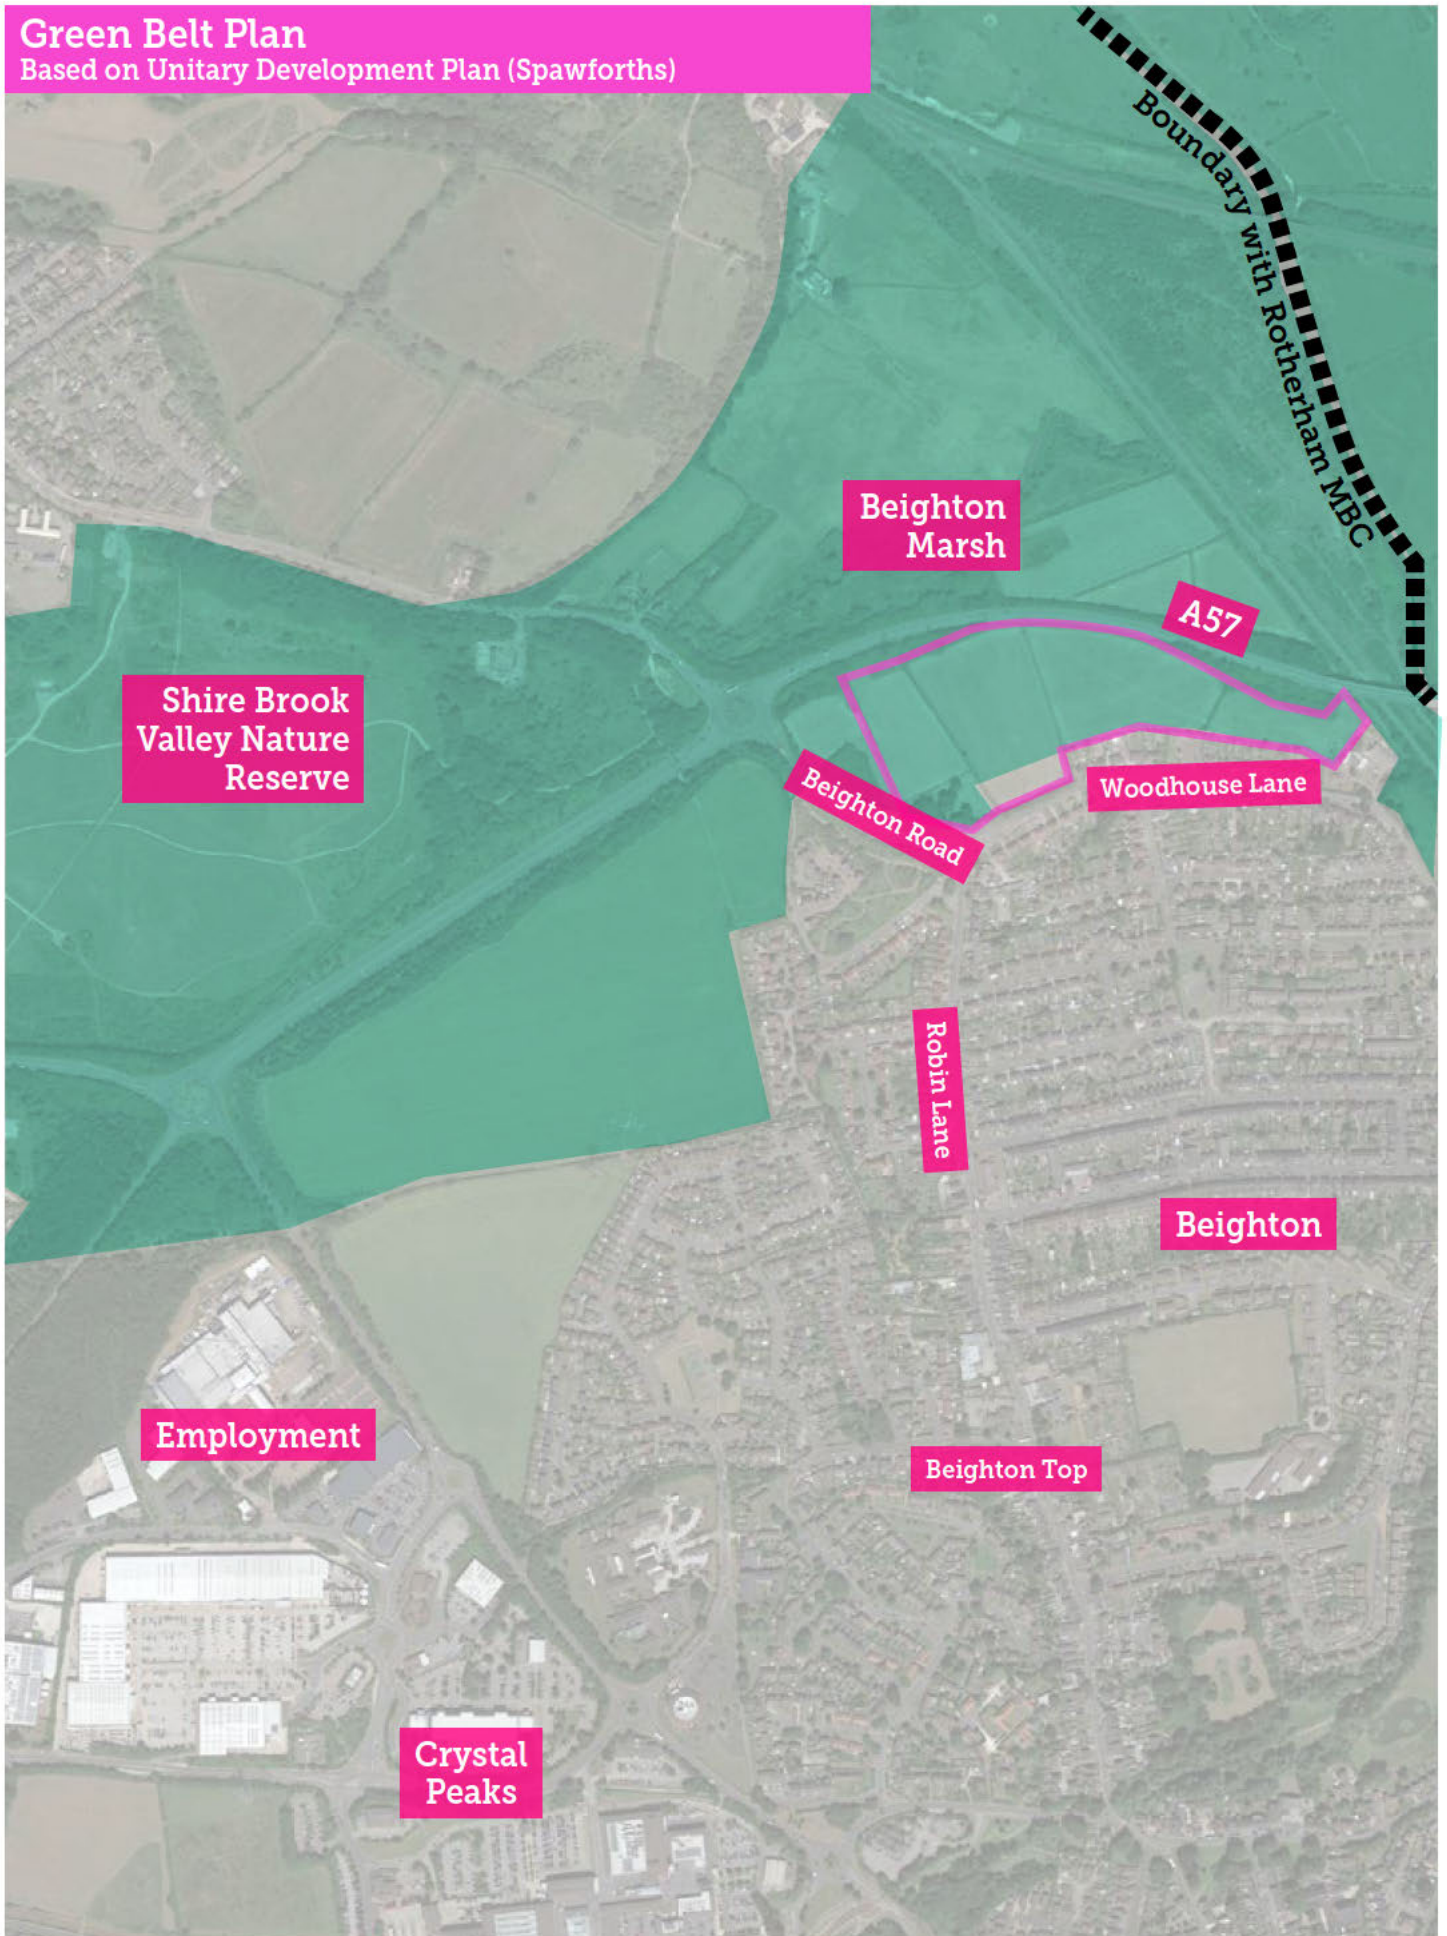 Green Belt Plan
Based on Unitary Development Plan (Spawforths)
Boundary with Rotherham MBC
Beighton
Marsh
A57
Shire Brook
Valley Nature
Reserve
Beighton Road
Woodhouse Lane
Robin Lane
Beighton
Employment
Beighton Top
Crystal
Peaks